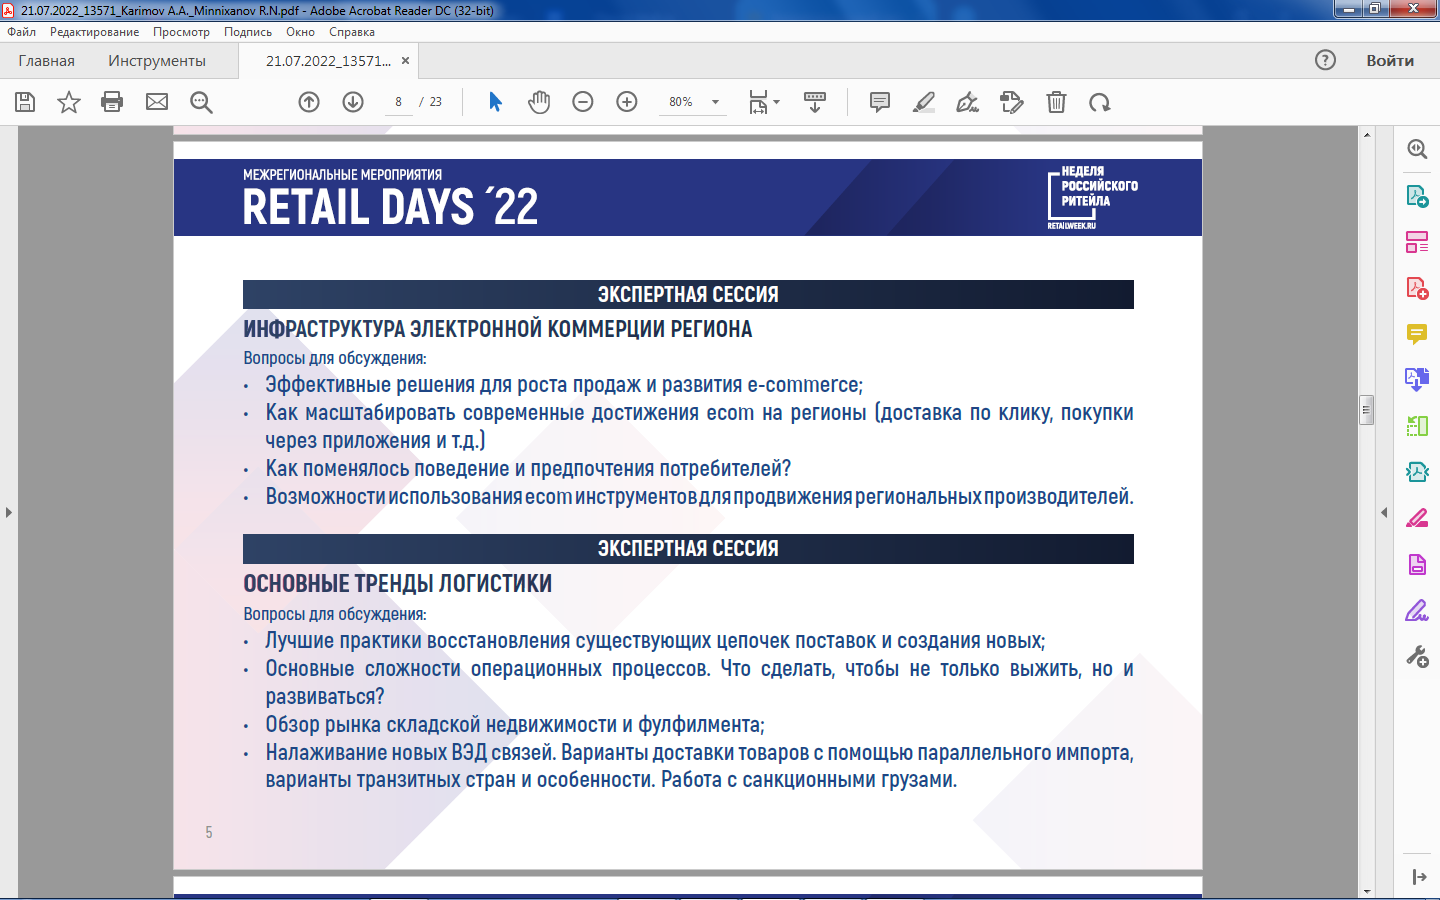 21.07.2022_13571_Karimov A.A._Minnixanov R.N.pdf - Adobe Acrobat Reader DC (32-bit)
Файл Редактирование Просмотр Подпись Окно Справка
Главная Инструменты 21.07.2022_13571... × Войти
8 / 23 80%
МЕЖРЕГИОНАЛЬНЫЕ МЕРОПРИЯТИЯ
RETAIL DAYS ´22
НЕДЕЛЯ
РОССИЙСКОГО
РИТЕЙЛА
RETAILWEEK.RU
ЭКСПЕРТНАЯ СЕССИЯ
ИНФРАСТРУКТУРА ЭЛЕКТРОННОЙ КОММЕРЦИИ РЕГИОНА
Вопросы для обсуждения:
• Эффективные решения для роста продаж и развития e-commerce;
• Как масштабировать современные достижения ecom на регионы (доставка по клику, покупки
через приложения и т.д.)
• Как поменялось поведение и предпочтения потребителей?
• Возможности использования ecom инструментов для продвижения региональных производителей.
ЭКСПЕРТНАЯ СЕССИЯ
ОСНОВНЫЕ ТРЕНДЫ ЛОГИСТИКИ
Вопросы для обсуждения:
• Лучшие практики восстановления существующих цепочек поставок и создания новых;
• Основные сложности операционных процессов. Что сделать, чтобы не только выжить, но и
развиваться?
• Обзор рынка складской недвижимости и фулфилмента;
• Налаживание новых ВЭД связей. Варианты доставки товаров с помощью параллельного импорта,
варианты транзитных стран и особенности. Работа с санкционными грузами.
5